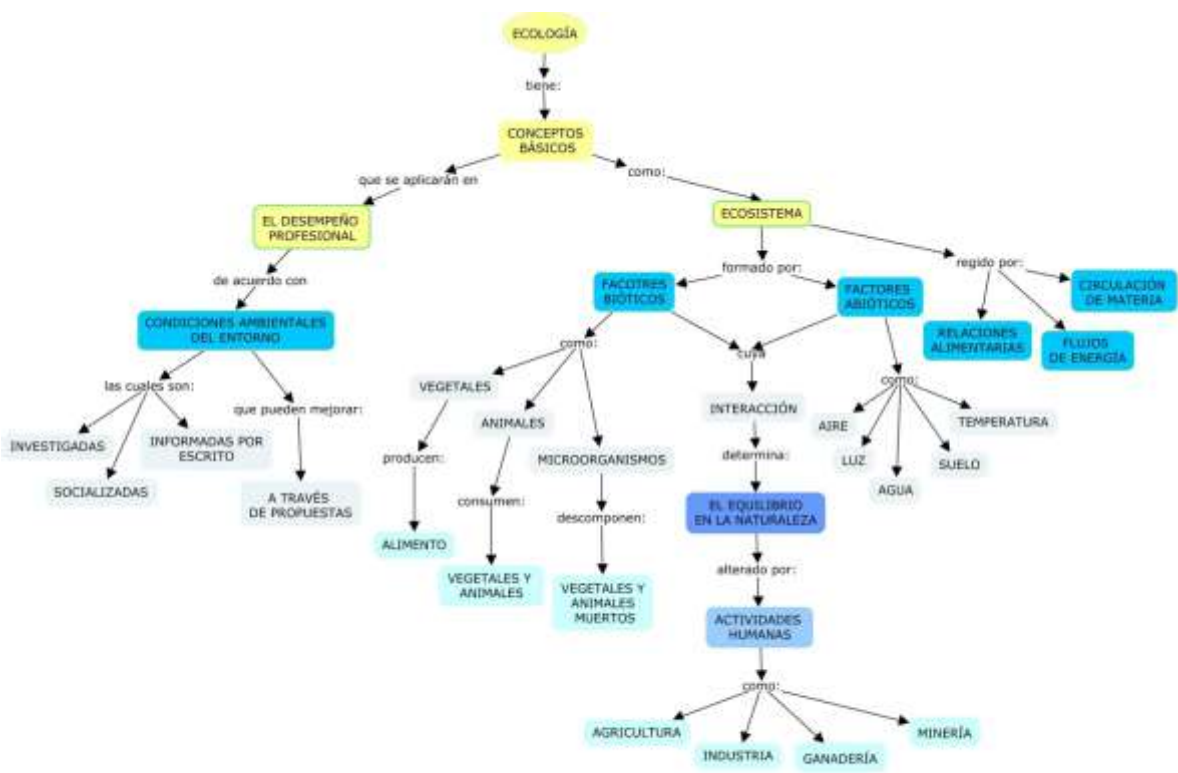 ECOLOGÍA
tiene:
CONCEPTOS
BÁSICOS
que se aplicarán en
como:
EL DESEMPEÑO
PROFESIONAL
ECOSISTEMA
de acuerdo con
formado por:
regido por:
CONDICIONES AMBIENTALES
DEL ENTORNO
FACOTRES
BIÓTICOS
FACTORES
ABIÓTICOS
CIRCULACIÓN
DE MATERIA
RELACIONES
ALIMENTARIAS
FLUJOS
DE ENERGÍA
las cuales son:
que pueden mejorar:
como:
cuya
como:
INVESTIGADAS
INFORMADAS POR
ESCRITO
SOCIALIZADAS
A TRAVÉS
DE PROPUESTAS
VEGETALES
ANIMALES
MICROORGANISMOS
INTERACCIÓN
AIRE
LUZ
AGUA
SUELO
TEMPERATURA
producen:
consumen:
descomponen:
determina:
ALIMENTO
VEGETALES Y
ANIMALES
VEGETALES Y
ANIMALES
MUERTOS
EL EQUILIBRIO
EN LA NATURALEZA
alterado por:
ACTIVIDADES
HUMANAS
como:
AGRICULTURA
INDUSTRIA
GANADERÍA
MINERÍA